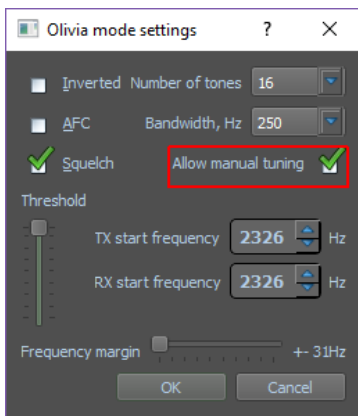 Olivia mode settings ?
Inverted Number of tones 16
AFC Bandwidth, Hz 250
Squelch Allow manual tuning
Threshold
TX start frequency 2326 Hz
RX start frequency 2326 Hz
Frequency margin +- 31Hz
OK Cancel